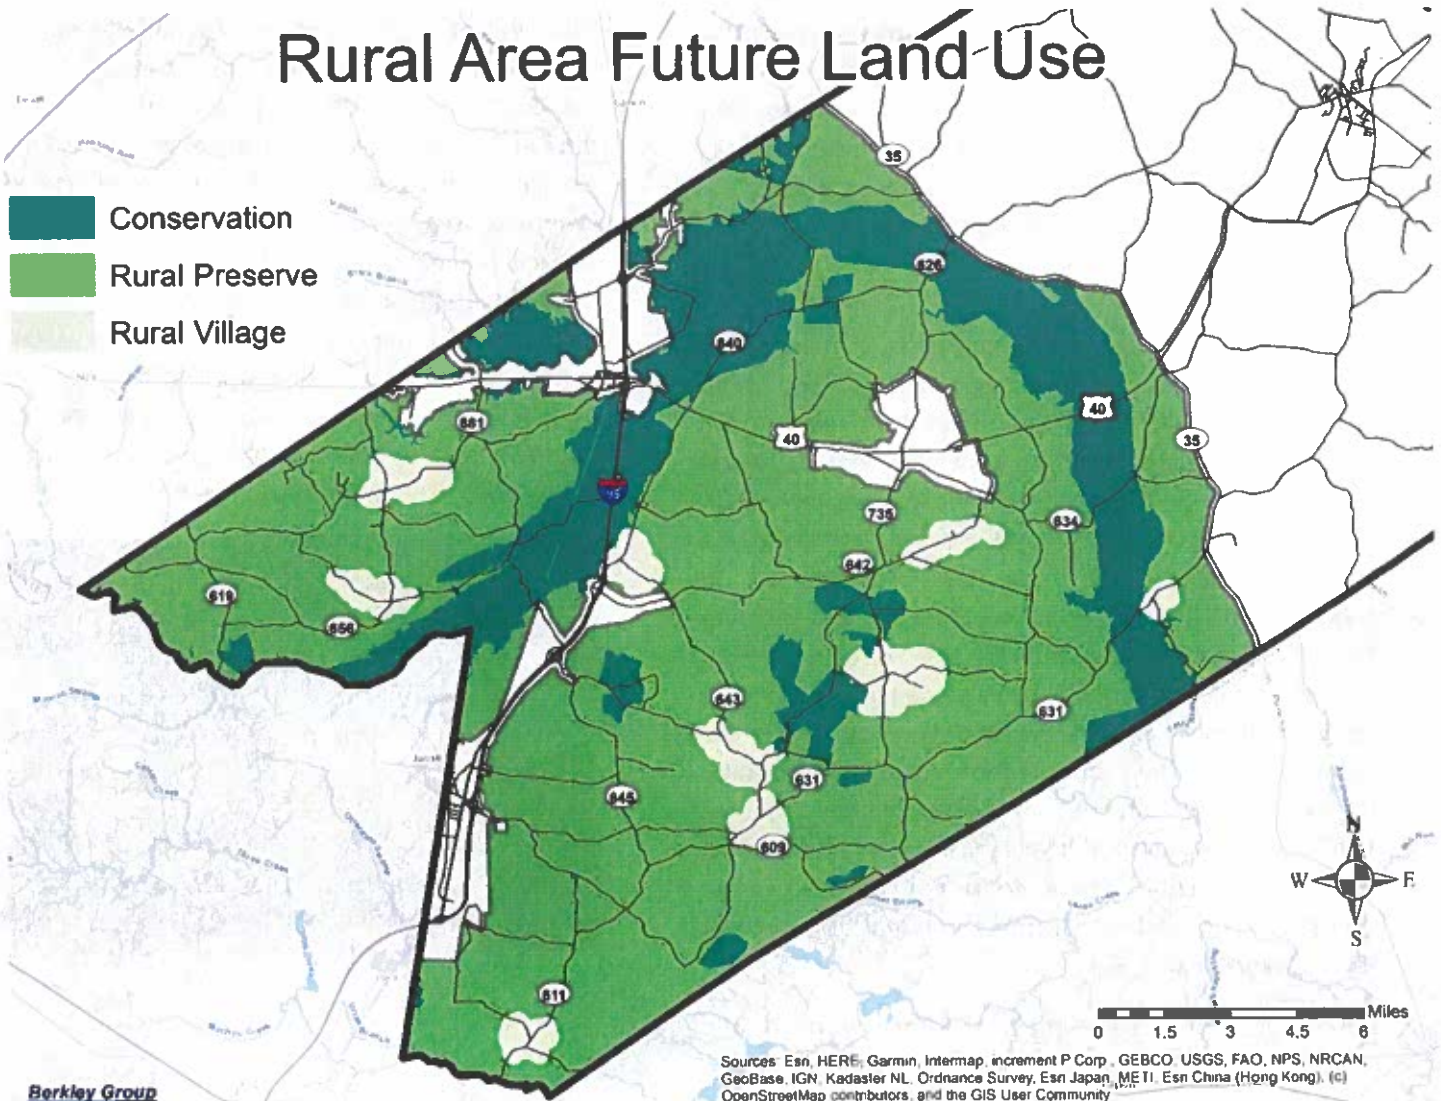 Rural Area Future Land Use
35
Conservation
Rural Preserve
Rural Village
626
640
40
40
35
681
95
735
634
642
619
656
643
631
631
645
609
611
N
W E
S
Miles
0 1.5 3 4.5 6
Sources: Esri, HERE, Garmin, Intermap, increment P Corp., GEBCO, USGS, FAO, NPS, NRCAN,
GeoBase, IGN, Kadaster NL, Ordnance Survey, Esri Japan, METI, Esri China (Hong Kong), (c)
OpenStreetMap contributors, and the GIS User Community
Berkley Group